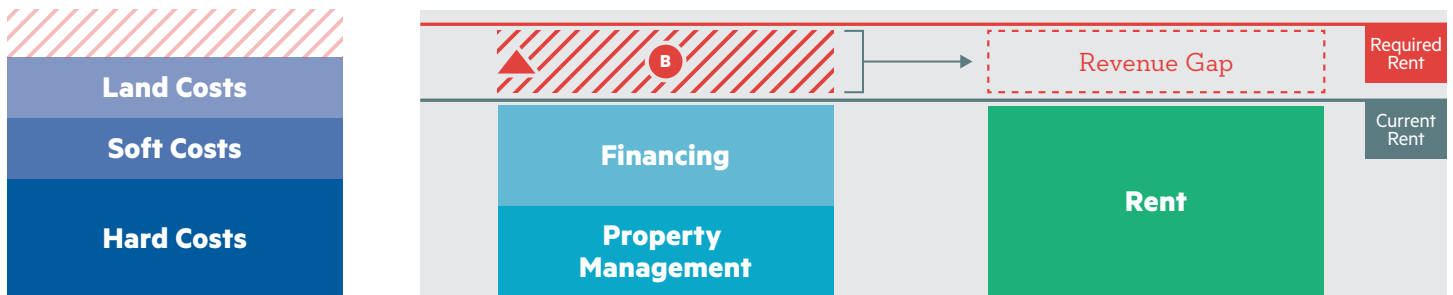 Land Costs
Soft Costs
Hard Costs
B
Financing
Property
Management
Revenue Gap
Rent
Required
Rent
Current
Rent